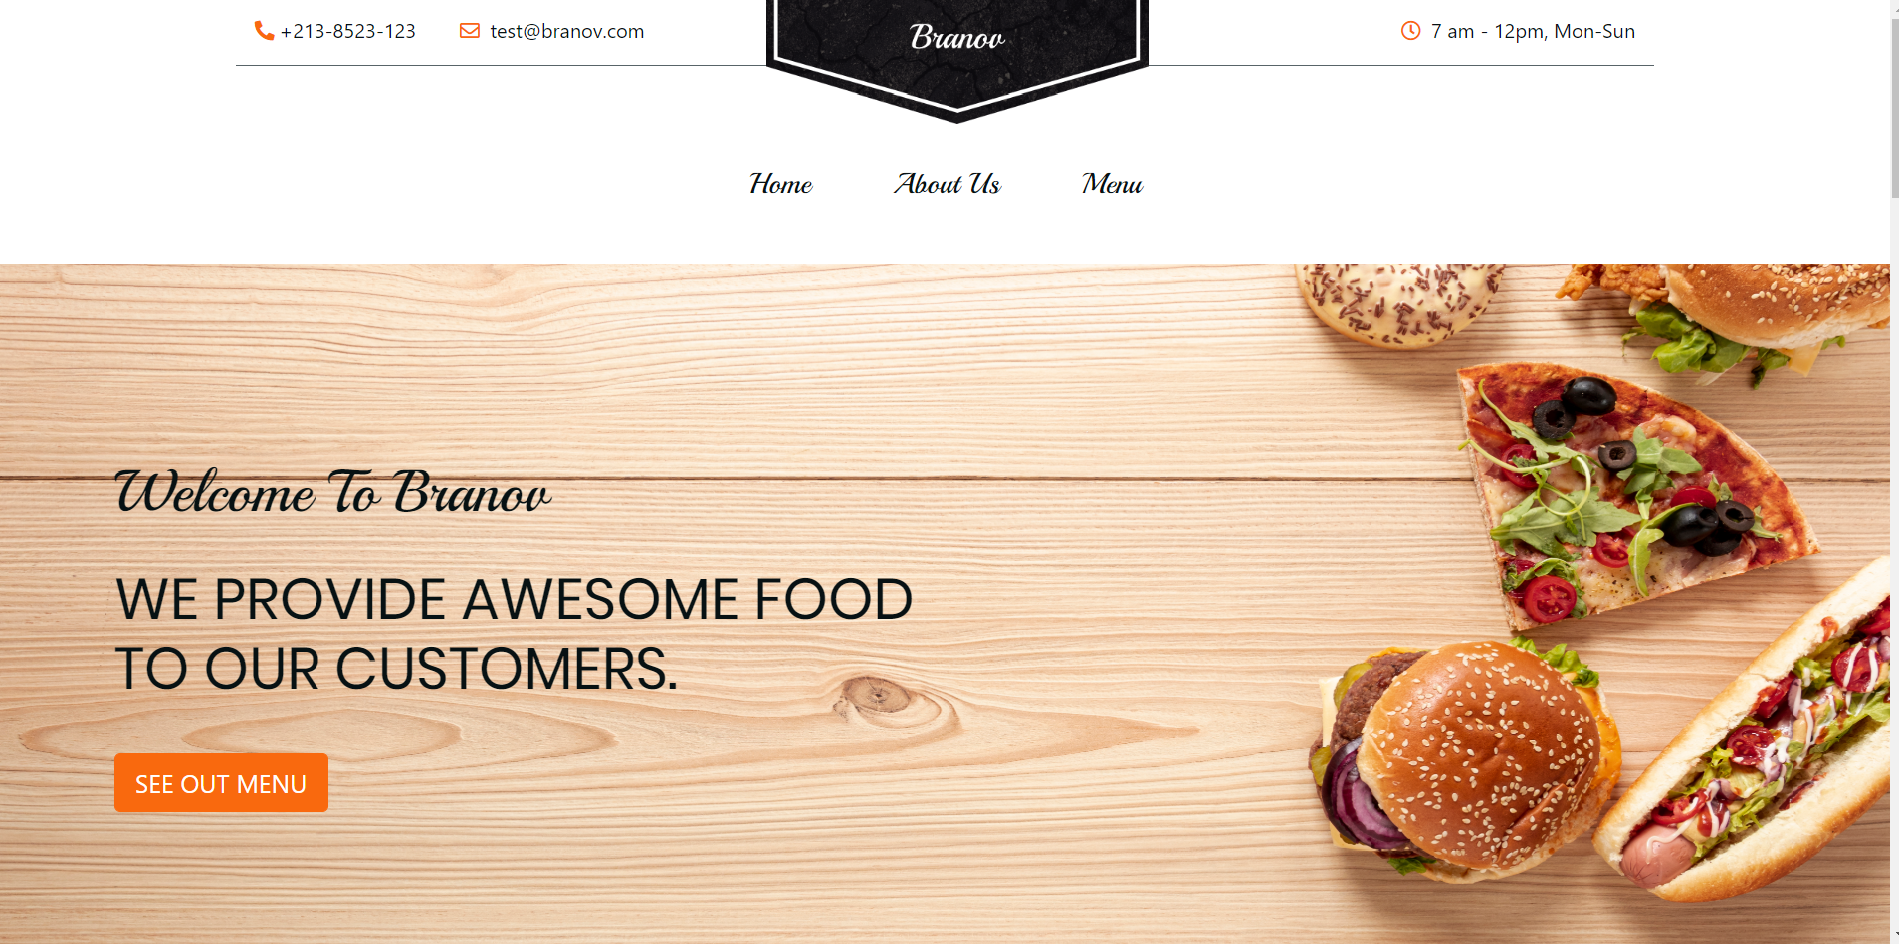 +213-8523-123
test@branov.com
Branov
7 am - 12pm, Mon-Sun
Home
About Us
Menu
Welcome To Branov
WE PROVIDE AWESOME FOOD
TO OUR CUSTOMERS.
SEE OUT MENU